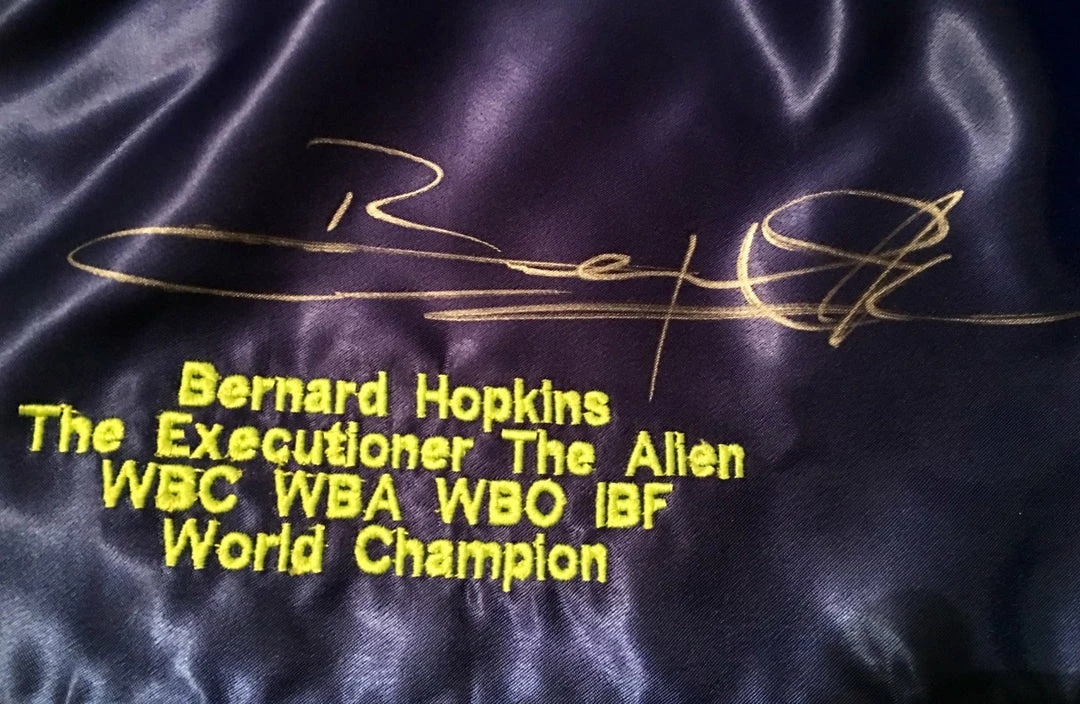 Bernard Hopkins
The Executioner The Alien
WBC WBA WBO IBF
World Champion